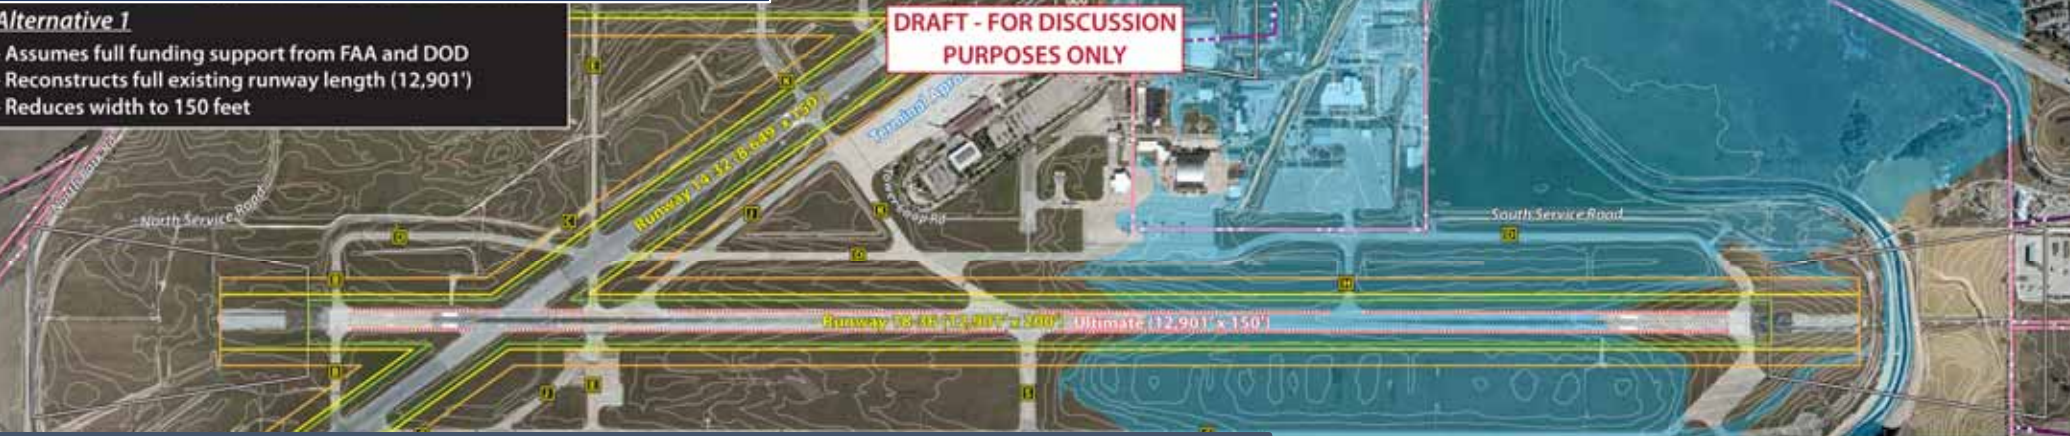 Alternative 1
Assumes full funding support from FAA and DOD
Reconstructs full existing runway length (12,901')
Reduces width to 150 feet
DRAFT - FOR DISCUSSION
PURPOSES ONLY
Terminal Apron
Runway 14-32 (8,649' x 150')
North Service Road
South Service Road
Runway 18-36 (12,901' x 200')
Ultimate (12,901' x 150')
K
C
D
J
K
D
D
H
B
J
E